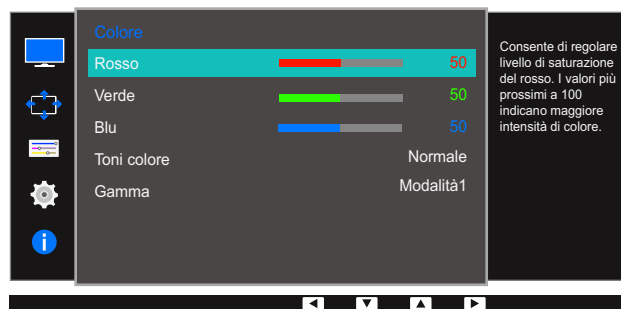 Colore
Rosso 50
Verde 50
Blu 50
Toni colore Normale
Gamma Modalità1
Consente di regolare
livello di saturazione
del rosso. I valori più
prossimi a 100
indicano maggiore
intensità di colore.